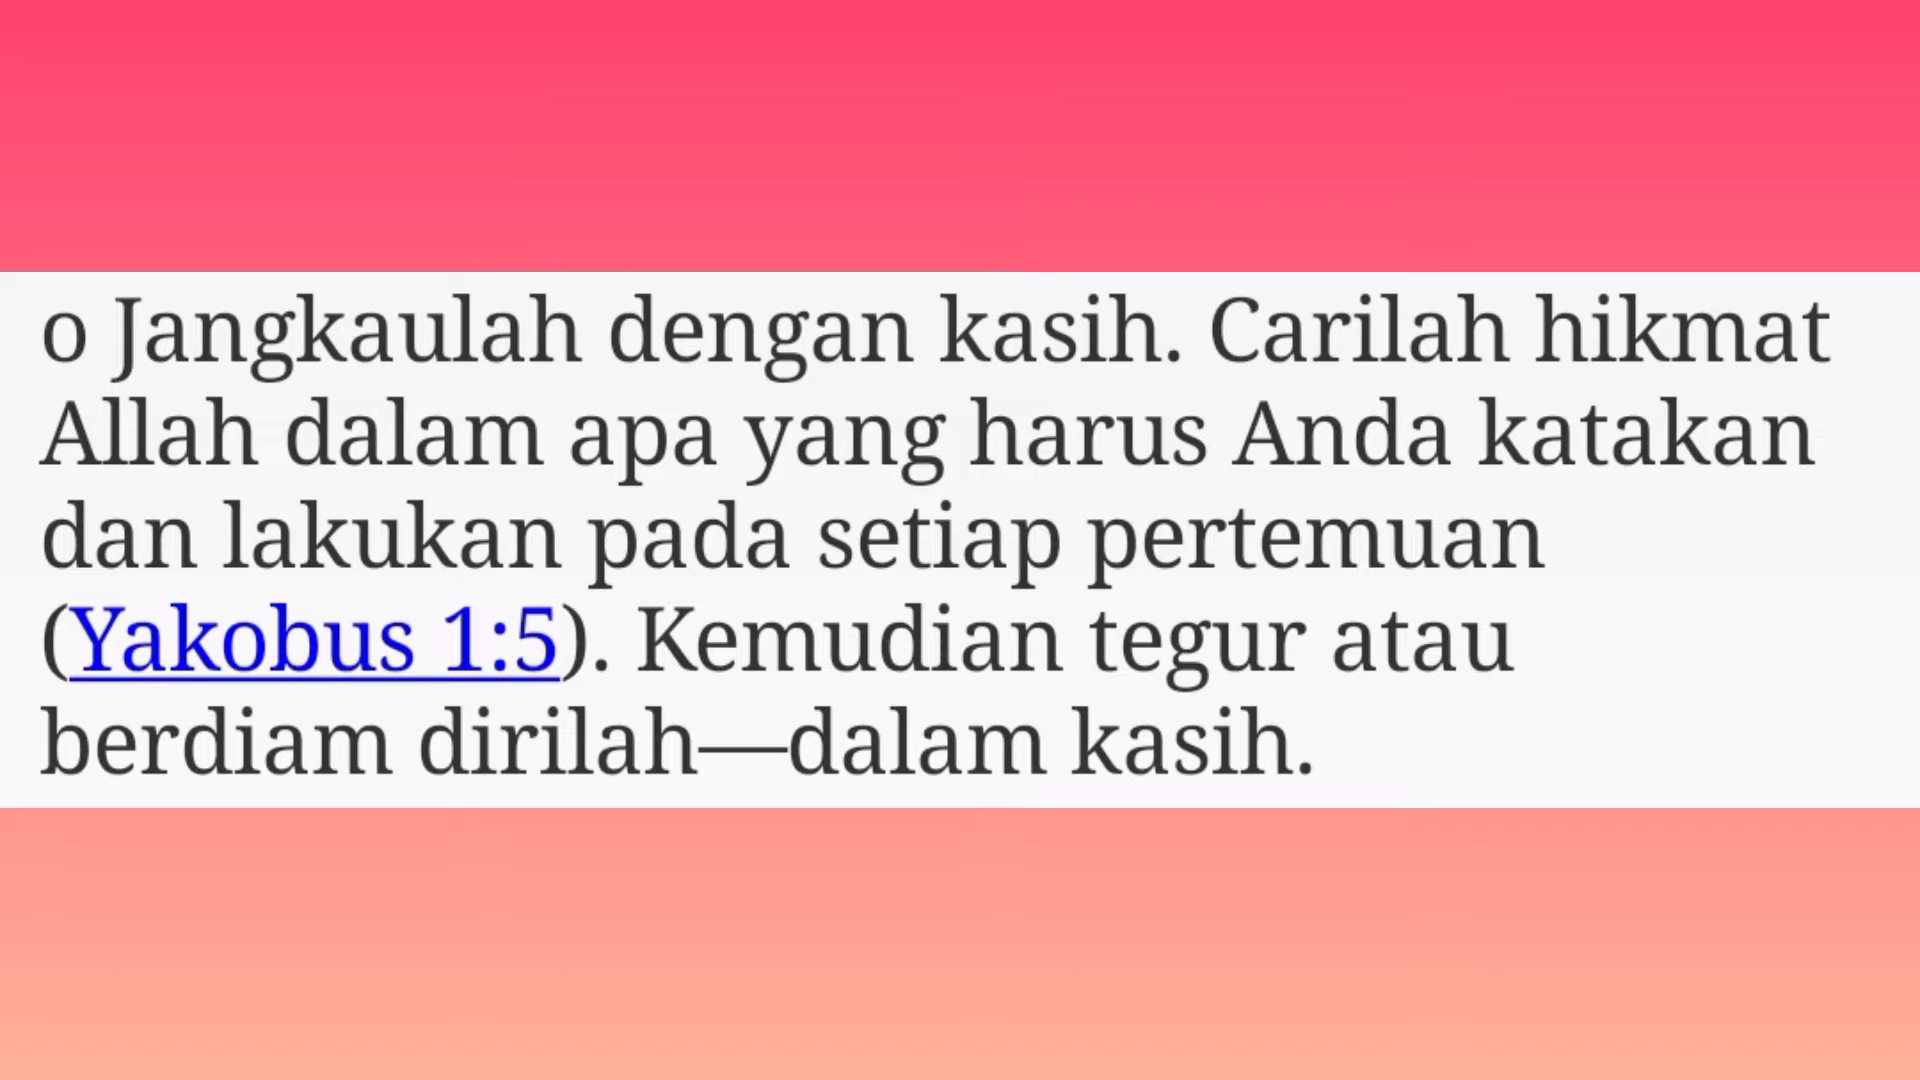 o Jangkaulah dengan kasih. Carilah hikmat
Allah dalam apa yang harus Anda katakan
dan lakukan pada setiap pertemuan
(Yakobus 1:5). Kemudian tegur atau
berdiam dirilah—dalam kasih.